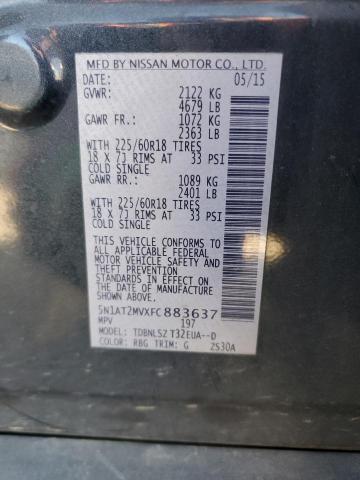 MFD BY NISSAN MOTOR CO., LTD.
DATE: 05/15
GVWR: 2122 KG
4679 LB
GAWR FR.: 1072 KG
2363 LB
WITH 225/60R18 TIRES
18 X 7J RIMS AT 33 PSI
COLD SINGLE
GAWR RR.: 1089 KG
2401 LB
WITH 225/60R18 TIRES
18 X 7J RIMS AT 33 PSI
COLD SINGLE
THIS VEHICLE CONFORMS TO
ALL APPLICABLE FEDERAL
MOTOR VEHICLE SAFETY AND
THEFT PREVENTION
STANDARDS IN EFFECT ON
THE DATE OF MANUFACTURE
SHOWN ABOVE
5N1AT2MVXFC883637
MPV 197
MODEL: TDBNLSZ T32EUA--D
COLOR: RBG TRIM: G 2S30A